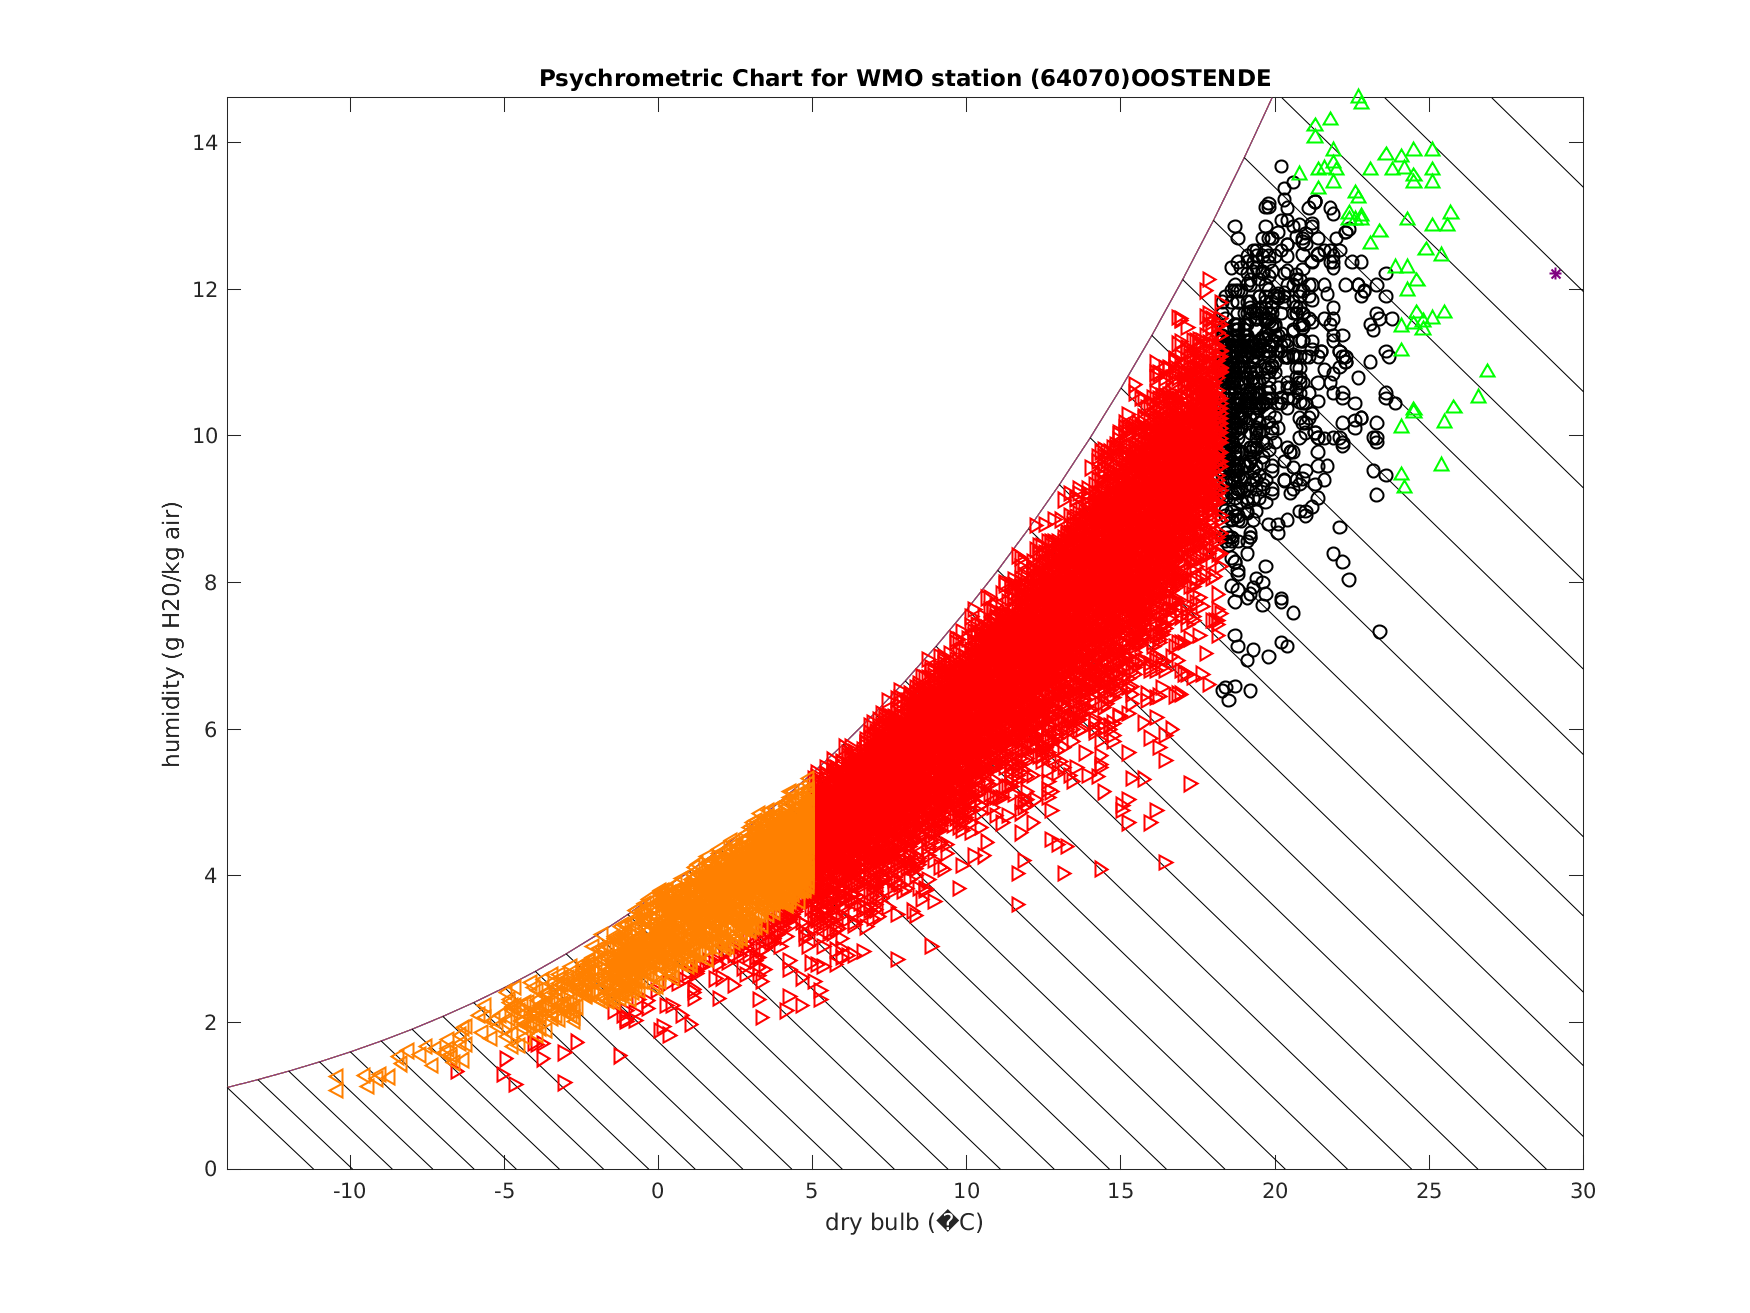 Psychrometric Chart for WMO station (64070)OOSTENDE
14
12
10
8
6
4
2
0
humidity (g H20/kg air)
-10 -5 0 5 10 15 20 25 30
dry bulb (�C)